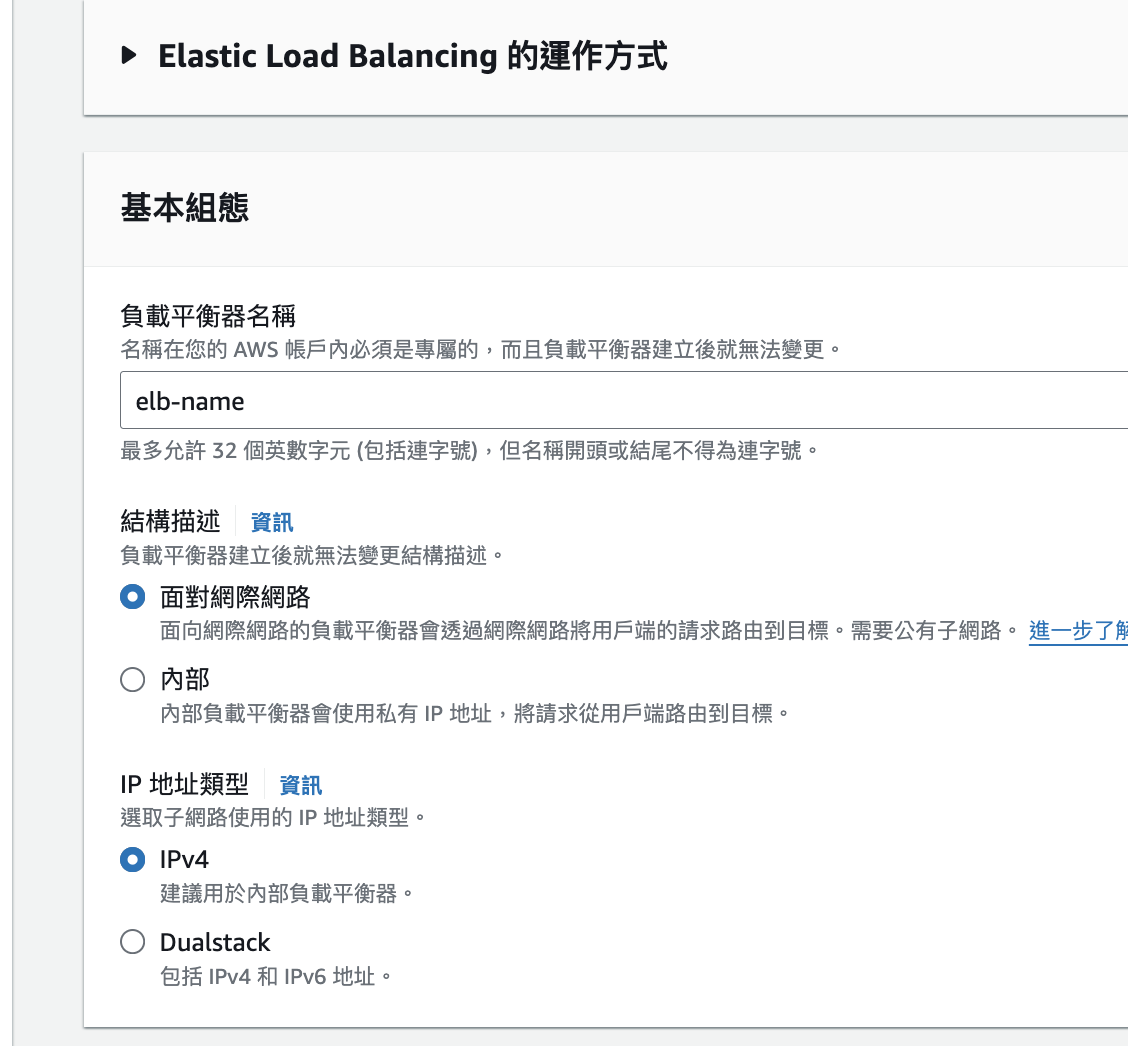 Elastic Load Balancing 的運作方式
基本組態
負載平衡器名稱
名稱在您的 AWS 帳戶內必須是專屬的，而且負載平衡器建立後就無法變更。
elb-name
最多允許 32 個英數字元 (包括連字號)，但名稱開頭或結尾不得為連字號。
結構描述 資訊
負載平衡器建立後就無法變更結構描述。
面對網際網路
面向網際網路的負載平衡器會透過網際網路將用戶端的請求路由到目標。需要公有子網路。 進一步了解
內部
內部負載平衡器會使用私有 IP 地址，將請求從用戶端路由到目標。
IP 地址類型 資訊
選取子網路使用的 IP 地址類型。
IPv4
建議用於內部負載平衡器。
Dualstack
包括 IPv4 和 IPv6 地址。